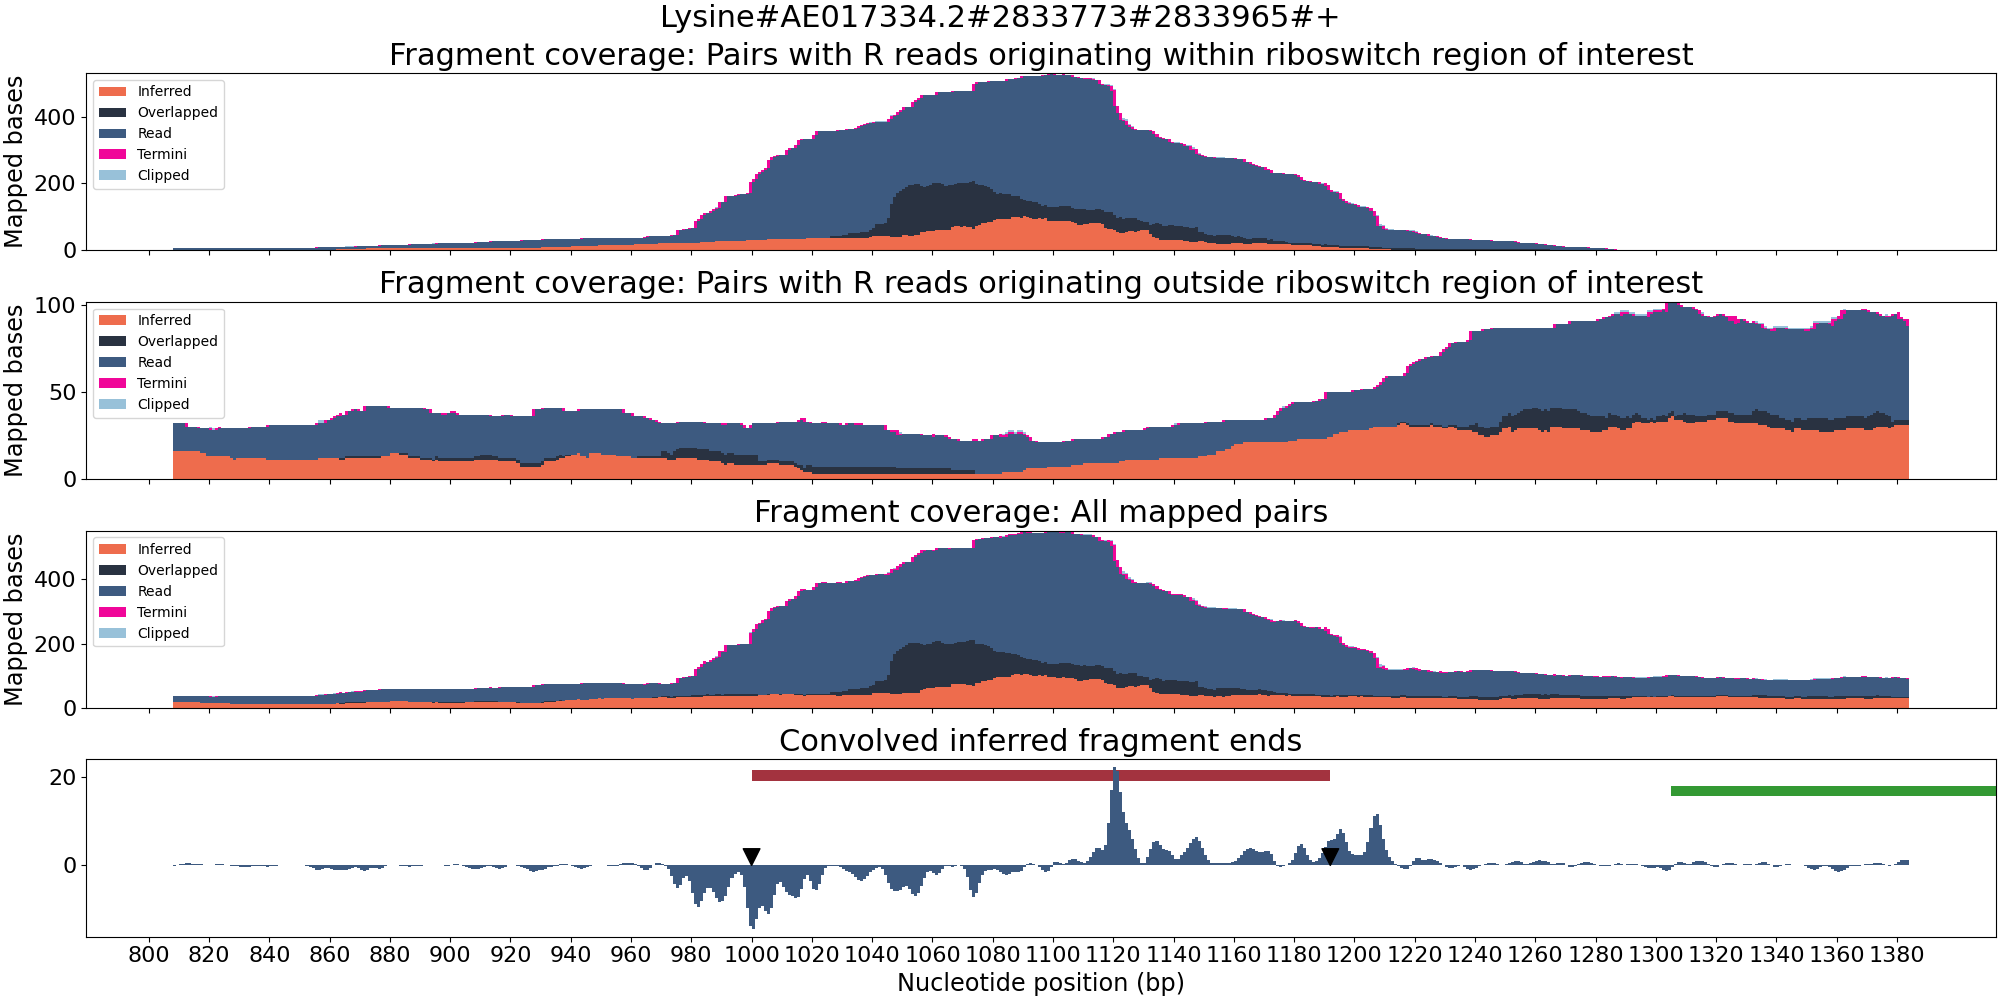 Lysine#AE017334.2#2833773#2833965#+
Fragment coverage: Pairs with R reads originating within riboswitch region of interest
Mapped bases
400
200
0
Inferred
Overlapped
Read
Termini
Clipped
Fragment coverage: Pairs with R reads originating outside riboswitch region of interest
Mapped bases
100
50
0
Inferred
Overlapped
Read
Termini
Clipped
Fragment coverage: All mapped pairs
Mapped bases
400
200
0
Inferred
Overlapped
Read
Termini
Clipped
Convolved inferred fragment ends
20
0
800 820 840 860 880 900 920 940 960 980 1000 1020 1040 1060 1080 1100 1120 1140 1160 1180 1200 1220 1240 1260 1280 1300 1320 1340 1360 1380
Nucleotide position (bp)